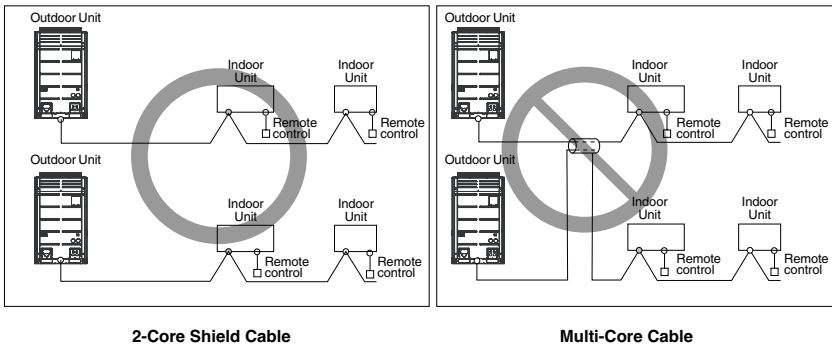 Outdoor Unit
Indoor
Unit
Indoor
Unit
Remote
control
Remote
control
Outdoor Unit
Indoor
Unit
Indoor
Unit
Remote
control
Remote
control
2-Core Shield Cable
Outdoor Unit
Indoor
Unit
Indoor
Unit
Remote
control
Remote
control
Outdoor Unit
Indoor
Unit
Indoor
Unit
Remote
control
Remote
control
Multi-Core Cable